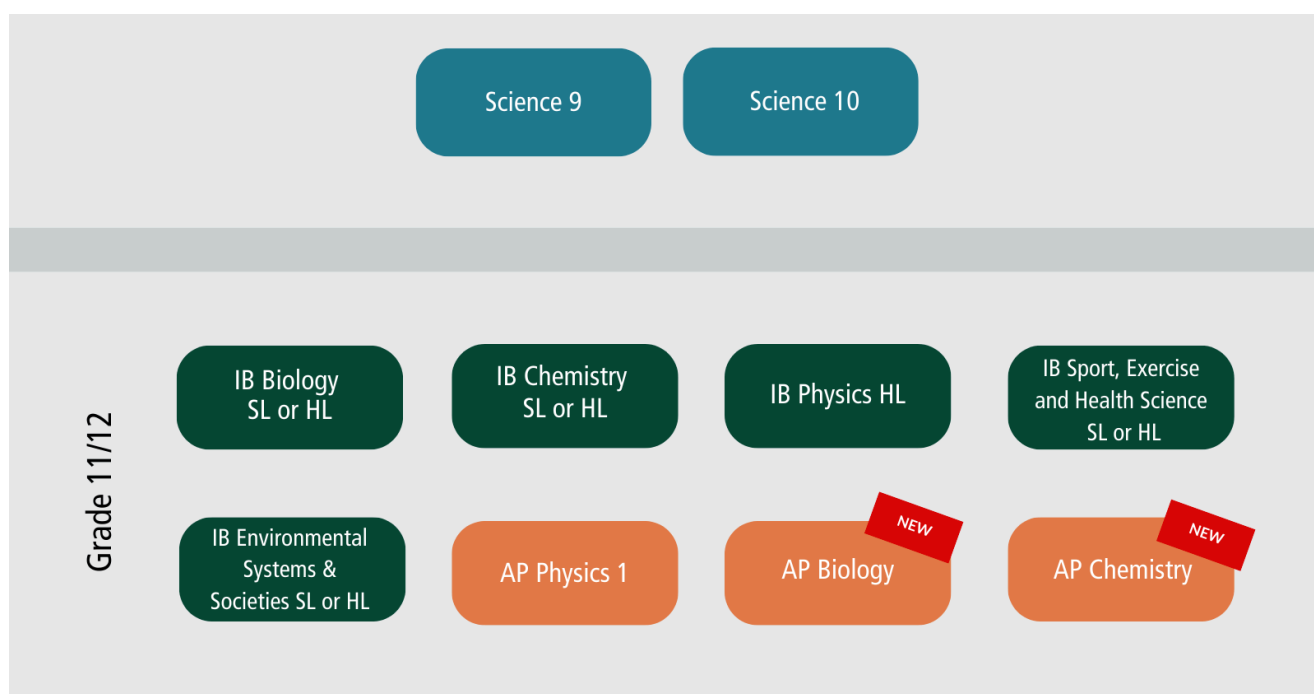 Science 9
Science 10
Grade 11/12
IB Biology
SL or HL
IB Chemistry
SL or HL
IB Physics HL
IB Sport, Exercise
and Health Science
SL or HL
IB Environmental
Systems &
Societies SL or HL
AP Physics 1
AP Biology
NEW
AP Chemistry
NEW